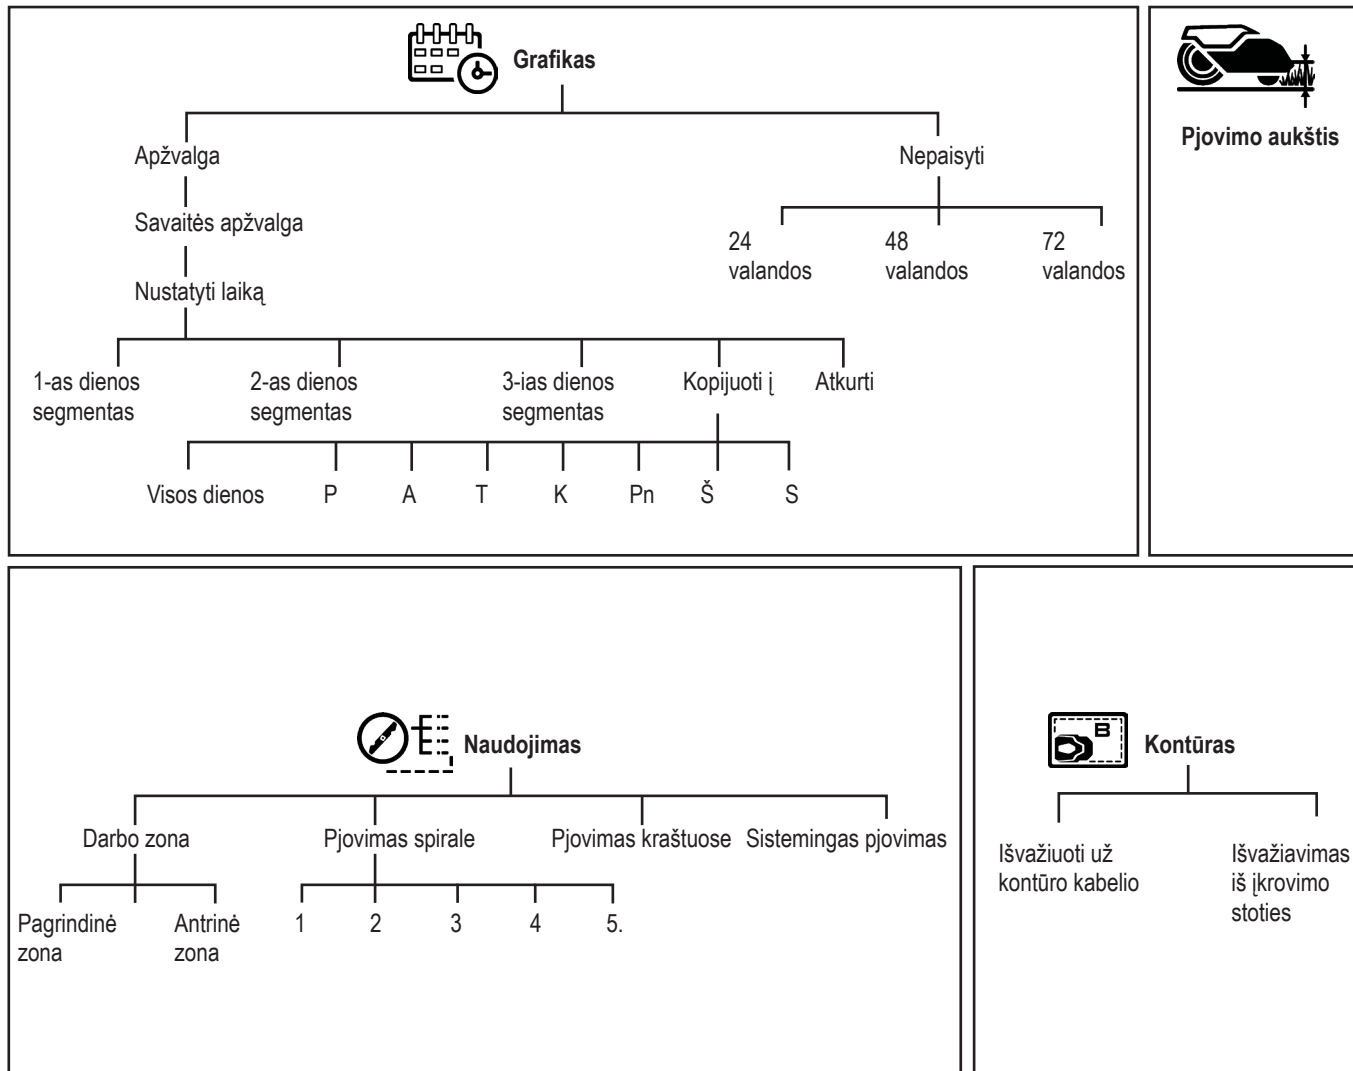 Grafikas
Apžvalga
Nepaisyti
Savaitės apžvalga
24
valandos
48
valandos
72
valandos
Nustatyti laiką
1-as dienos
segmentas
2-as dienos
segmentas
3-ias dienos
segmentas
Kopijuoti į
Atkurti
Visos dienos
P
A
T
K
Pn
Š
S
Pjovimo aukštis
Naudojimas
Darbo zona
Pjovimas spirale
Pjovimas kraštuose
Sistemingas pjovimas
Pagrindinė
zona
Antrinė
zona
1
2
3
4
5.
B
Kontūras
Išvažiuoti už
kontūro kabelio
Išvažiavimas
iš įkrovimo
stoties